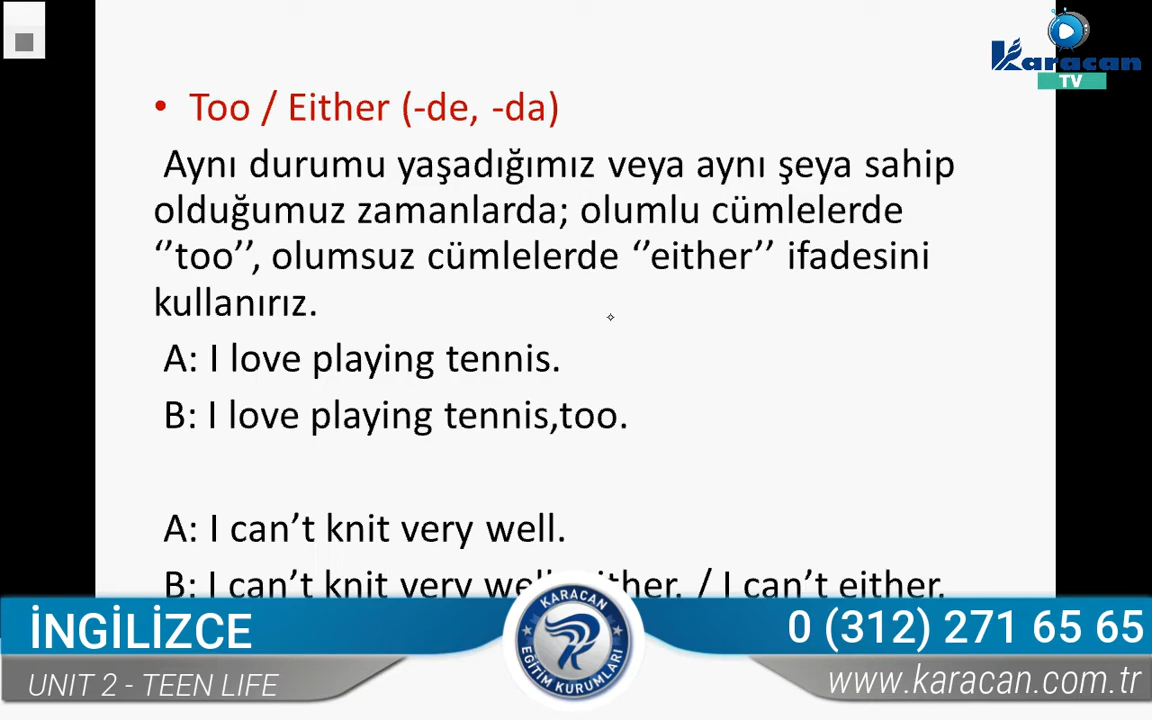 Karacan
TV
• Too / Either (-de, -da)
Aynı durumu yaşadığımız veya aynı şeya sahip
olduğumuz zamanlarda; olumlu cümlelerde
‘’too’’, olumsuz cümlelerde ‘’either’’ ifadesini
kullanırız.
A: I love playing tennis.
B: I love playing tennis,too.
A: I can’t knit very well.
B: I can’t knit very well either. / I can’t either.
İNGİLİZCE
0 (312) 271 65 65
KARACAN
EĞİTİM KURUMLARI
UNIT 2 - TEEN LIFE
www.karacan.com.tr